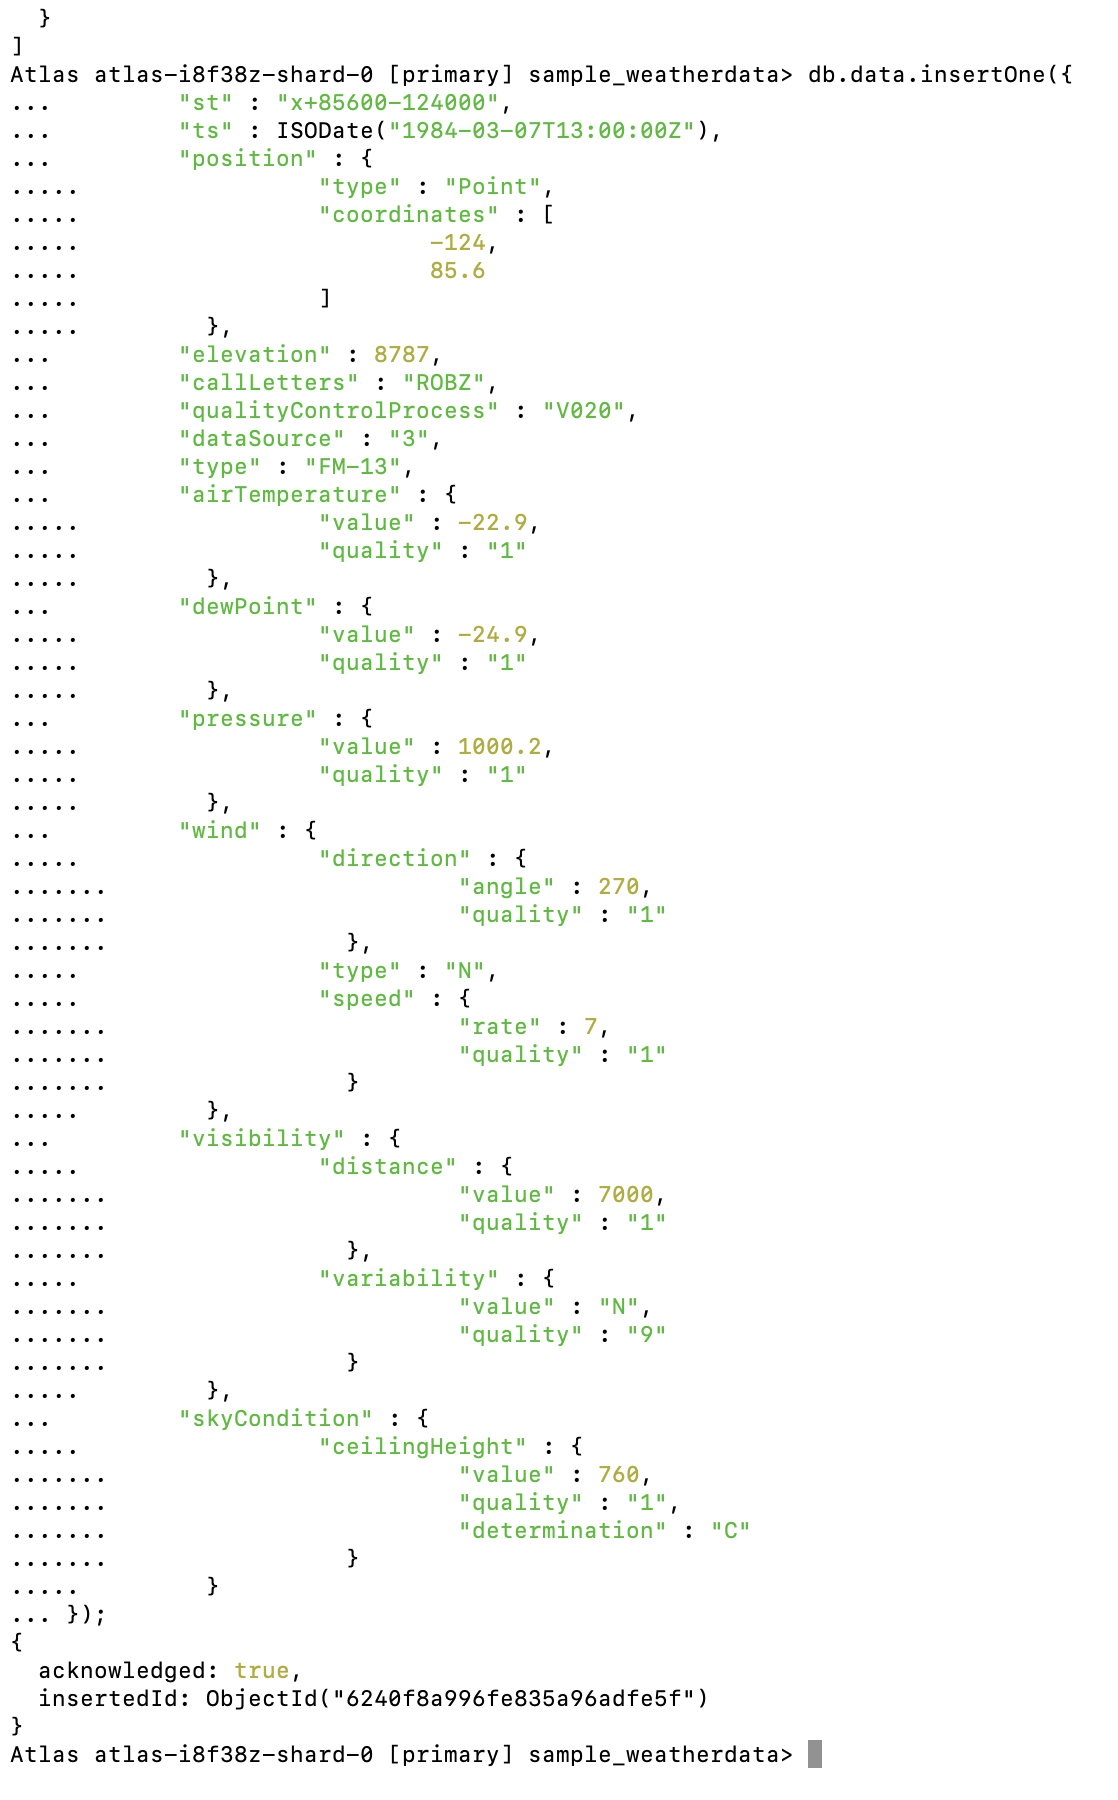 }
]
Atlas atlas-i8f38z-shard-0 [primary] sample_weatherdata> db.data.insertOne({
... "st" : "x+85600-124000",
... "ts" : ISODate("1984-03-07T13:00:00Z"),
... "position" : {
..... "type" : "Point",
..... "coordinates" : [
..... -124,
..... 85.6
..... ]
..... },
... "elevation" : 8787,
... "callLetters" : "ROBZ",
... "qualityControlProcess" : "V020",
... "dataSource" : "3",
... "type" : "FM-13",
... "airTemperature" : {
..... "value" : -22.9,
..... "quality" : "1"
..... },
... "dewPoint" : {
..... "value" : -24.9,
..... "quality" : "1"
..... },
... "pressure" : {
..... "value" : 1000.2,
..... "quality" : "1"
..... },
... "wind" : {
..... "direction" : {
....... "angle" : 270,
....... "quality" : "1"
....... },
..... "type" : "N",
..... "speed" : {
....... "rate" : 7,
....... "quality" : "1"
....... }
..... },
... "visibility" : {
..... "distance" : {
....... "value" : 7000,
....... "quality" : "1"
....... },
..... "variability" : {
....... "value" : "N",
....... "quality" : "9"
....... }
..... },
... "skyCondition" : {
..... "ceilingHeight" : {
....... "value" : 760,
....... "quality" : "1",
....... "determination" : "C"
....... }
..... }
... });
{
acknowledged: true,
insertedId: ObjectId("6240f8a996fe835a96adfe5f")
}
Atlas atlas-i8f38z-shard-0 [primary] sample_weatherdata>